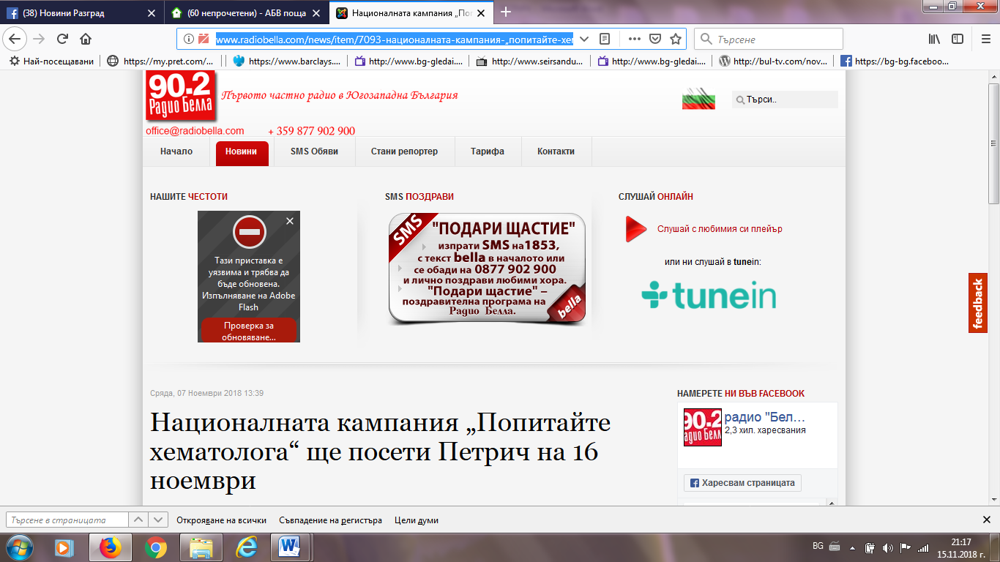 (38) Новини Разград
(60 непрочетени) - АБВ поща
Националната кампания „Поп
www.radiobella.com/news/item/7093-националната-кампания-„попитайте-хем
Търсене
Най-посещавани
https://my.pret.com/...
https://www.barclays....
http://www.bg-gledai....
http://www.seirsandu...
http://www.bg-gledai....
http://bul-tv.com/nov...
https://bg-bg.faceboo...
90.2
Радио Белла
Първото частно радио в Югозападна България
Търси..
office@radiobella.com
+ 359 877 902 900
Начало
Новини
SMS Обяви
Стани репортер
Тарифа
Контакти
НАШИТЕ ЧЕСТОТИ
SMS ПОЗДРАВИ
СЛУШАЙ ОНЛАЙН
Тази приставка е
уязвима и трябва да
бъде обновена.
Изпълняване на Adobe
Flash
Проверка за
обновяване...
SMS
"ПОДАРИ ЩАСТИЕ"
изпрати SMS на1853,
с текст bella в началото или
се обади на 0877 902 900
и лично поздрави любими хора.
"Подари щастие" –
поздравителна програма на
Радио Белла.
bella
Слушай с любимия си плейър
или ни слушай в tunein:
tunein
feedback
Сряда, 07 Ноември 2018 13:39
Националната кампания „Попитайте
хематолога“ ще посети Петрич на 16
ноември
НАМЕРЕТЕ НИ ВЪВ FACEBOOK
90.2
Радио Белла
радио "Бел...
2,3 хил. харесвания
Харесвам страницата
Търсене в страницата
Открояване на всички
Съвпадение на регистъра
Цели думи
BG
21:17
15.11.2018 г.